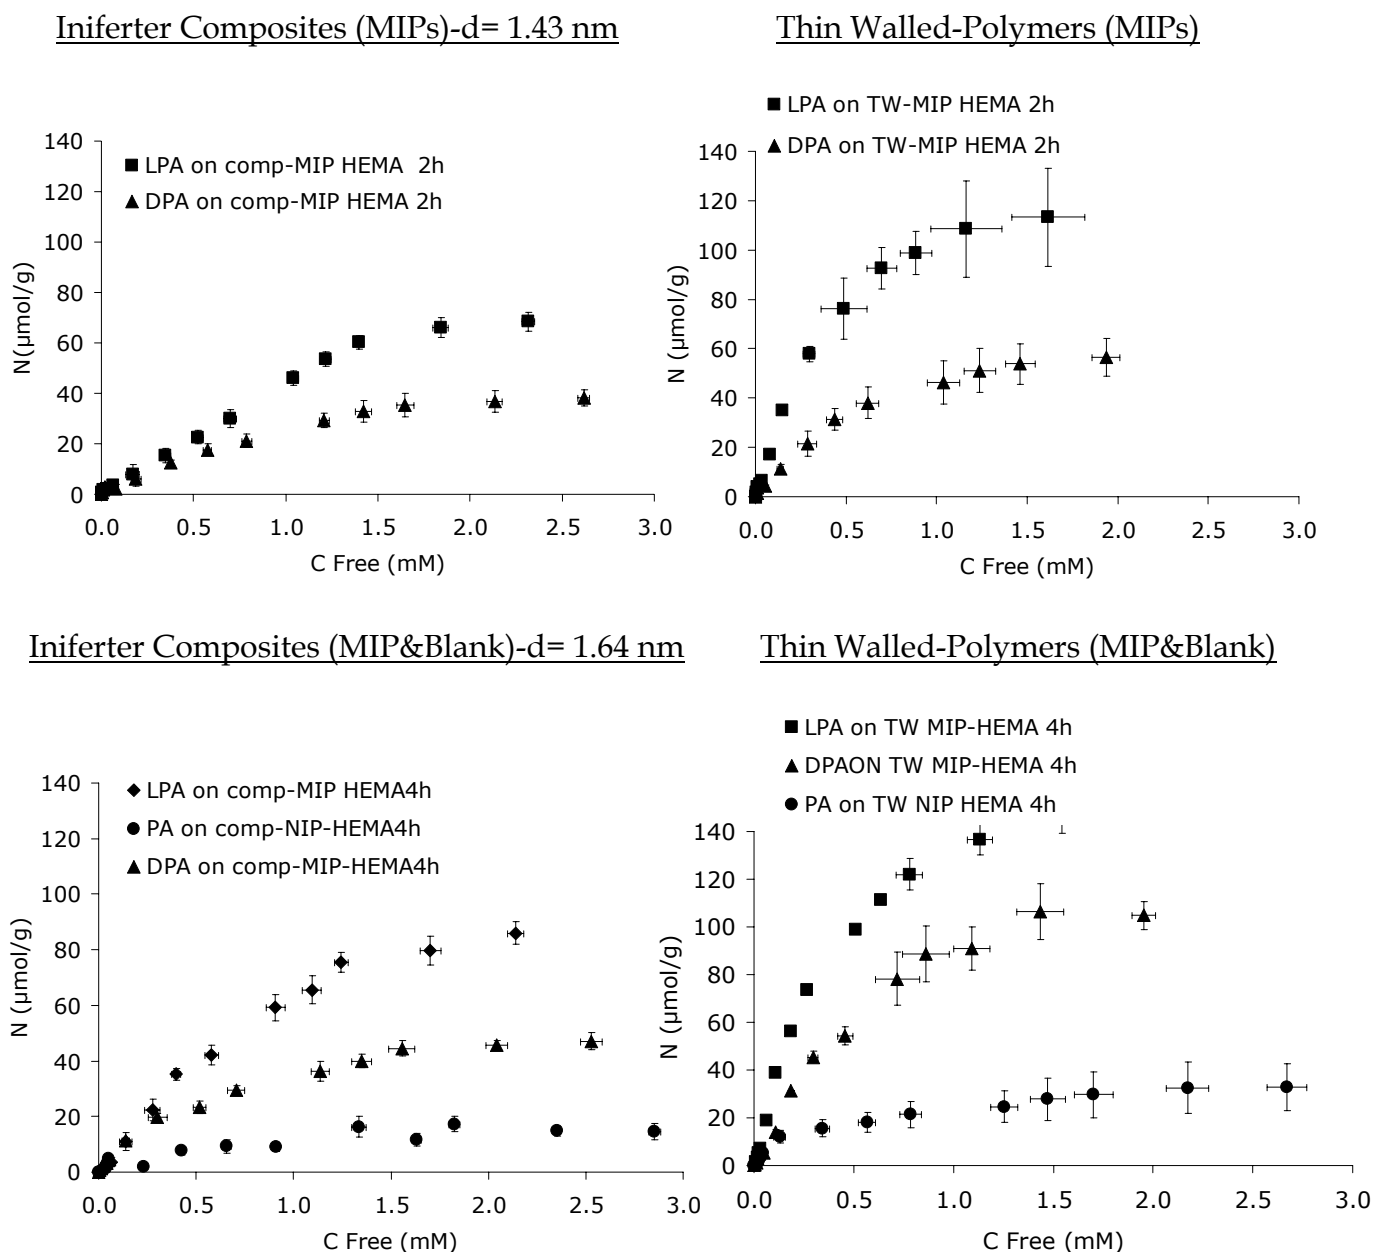 Iniferter Composites (MIPs)-d= 1.43 nm
Thin Walled-Polymers (MIPs)
LPA on comp-MIP HEMA  2h
DPA on comp-MIP HEMA 2h
N(μmol/g)
140
120
100
80
60
40
20
0
0.0 0.5 1.0 1.5 2.0 2.5 3.0
C Free (mM)
LPA on TW-MIP HEMA 2h
DPA on TW-MIP HEMA 2h
N (μmol/g)
140
120
100
80
60
40
20
0
0.0 0.5 1.0 1.5 2.0 2.5 3.0
C Free (mM)
Iniferter Composites (MIP&Blank)-d= 1.64 nm
Thin Walled-Polymers (MIP&Blank)
LPA on comp-MIP HEMA4h
PA on comp-NIP-HEMA4h
DPA on comp-MIP-HEMA4h
N (μmol/g)
140
120
100
80
60
40
20
0
0.0 0.5 1.0 1.5 2.0 2.5 3.0
C Free (mM)
LPA on TW MIP-HEMA 4h
DPAON TW MIP-HEMA 4h
PA on TW NIP HEMA 4h
N (μmol/g)
140
120
100
80
60
40
20
0
0.0 0.5 1.0 1.5 2.0 2.5 3.0
C Free (mM)